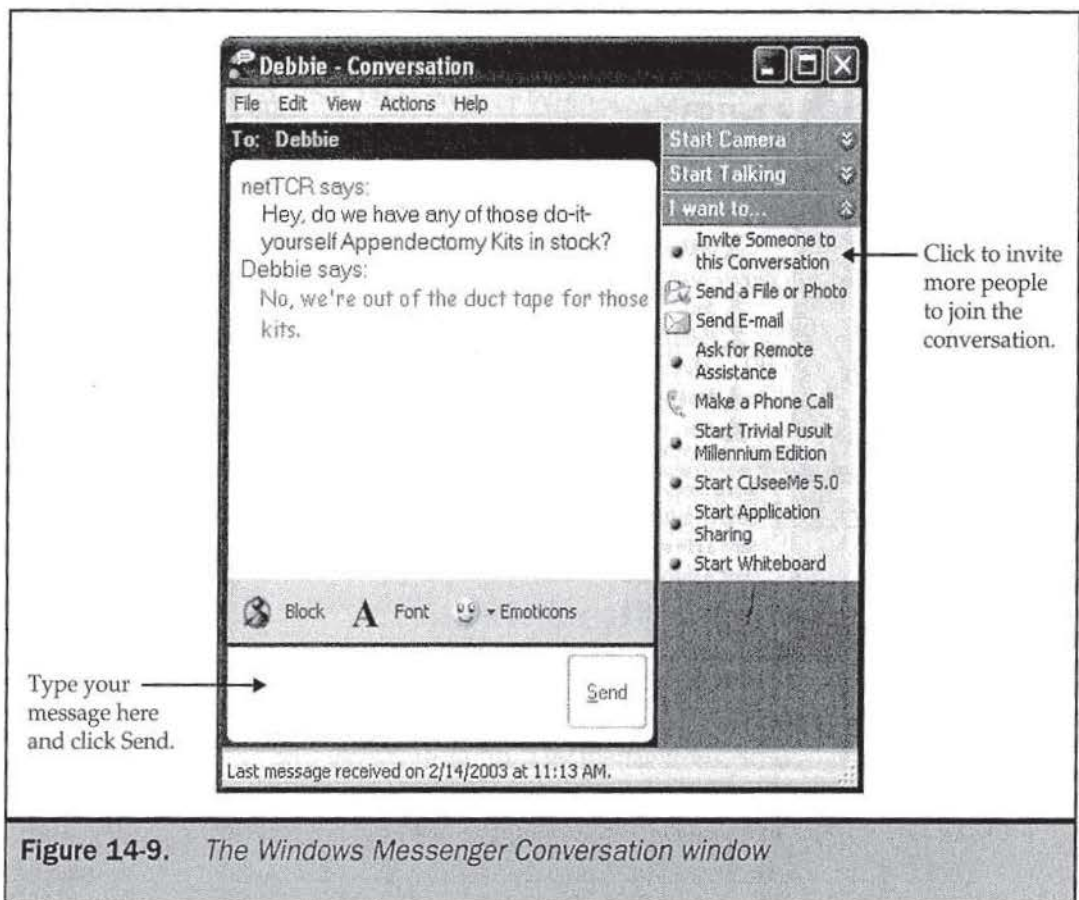 Debbie - Conversation
File Edit View Actions Help
To: Debbie
netTCR says:
Hey, do we have any of those do-it-
yourself Appendectomy Kits in stock?
Debbie says:
No, we're out of the duct tape for those
kits.
Start Camera
Start Talking
I want to...
Invite Someone to
this Conversation
Send a File or Photo
Send E-mail
Ask for Remote
Assistance
Make a Phone Call
Start Trivial Pusuit
Millennium Edition
Start CUseeMe 5.0
Start Application
Sharing
Start Whiteboard
Click to invite
more people
to join the
conversation.
Block A Font Emoticons
Type your
message here
and click Send.
Send
Last message received on 2/14/2003 at 11:13 AM.
Figure 14-9. The Windows Messenger Conversation window